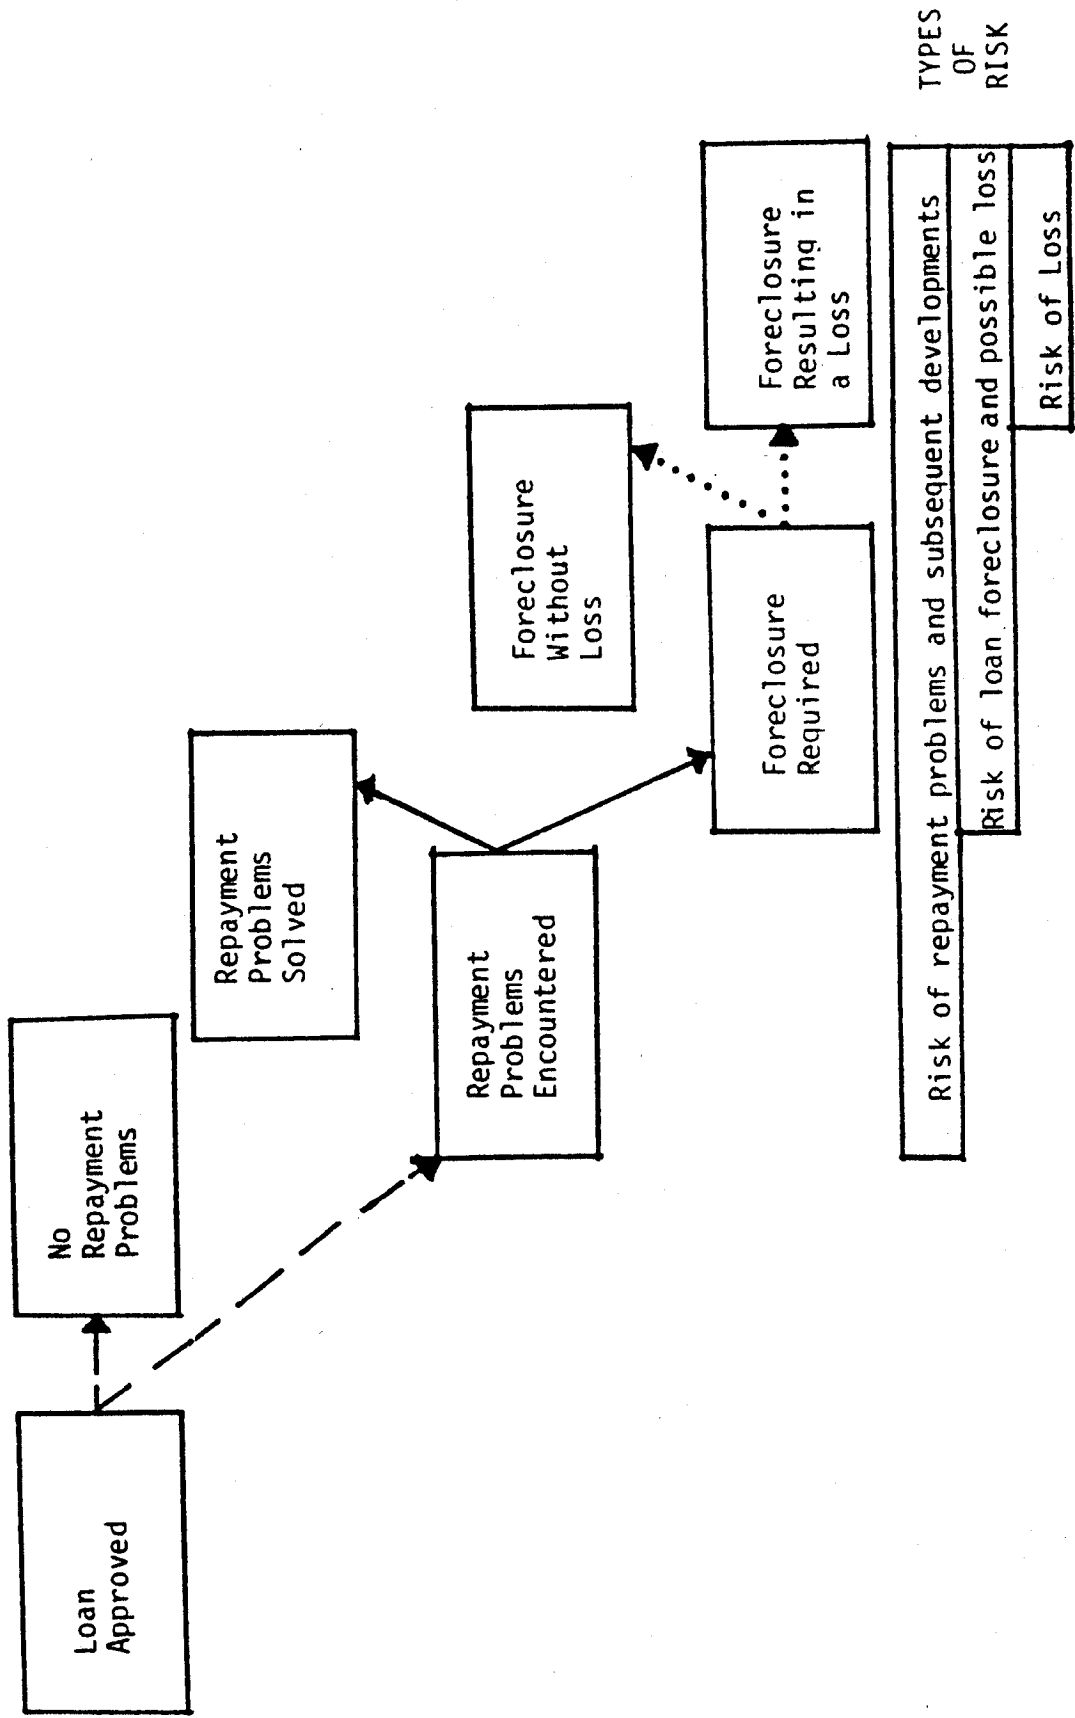 Loan
Approved
No
Repayment
Problems
Repayment
Problems
Solved
Repayment
Problems
Encountered
Foreclosure
Without
Loss
Foreclosure
Required
Foreclosure
Resulting in
a Loss
Risk of repayment problems and subsequent developments
Risk of loan foreclosure and possible loss
Risk of Loss
TYPES
OF
RISK